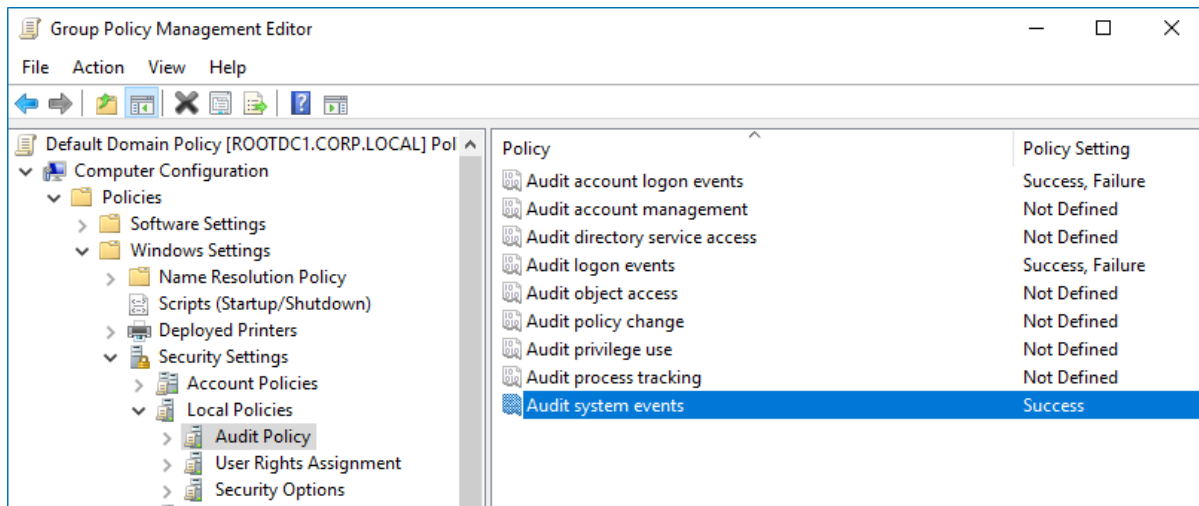 Group Policy Management Editor
File Action View Help
Default Domain Policy [ROOTDC1.CORP.LOCAL] Pol
Computer Configuration
Policies
Software Settings
Windows Settings
Name Resolution Policy
Scripts (Startup/Shutdown)
Deployed Printers
Security Settings
Account Policies
Local Policies
Audit Policy
User Rights Assignment
Security Options
Policy Policy Setting
Audit account logon events Success, Failure
Audit account management Not Defined
Audit directory service access Not Defined
Audit logon events Success, Failure
Audit object access Not Defined
Audit policy change Not Defined
Audit privilege use Not Defined
Audit process tracking Not Defined
Audit system events Success